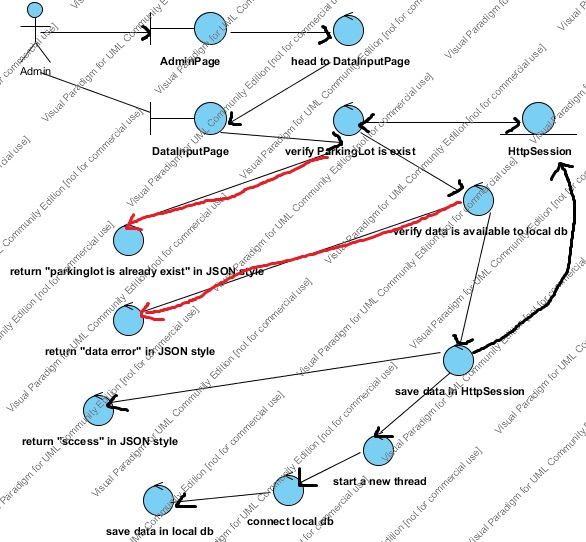 Admin
AdminPage
head to DataInputPage
DataInputPage
verify ParkingLot is exist
HttpSession
verify data is available to local db
return "parkinglot is already exist" in JSON style
return "data error" in JSON style
save data in HttpSession
return "sccess" in JSON style
start a new thread
connect local db
save data in local db
Visual Paradigm for UML Community Edition [not for commercial use]